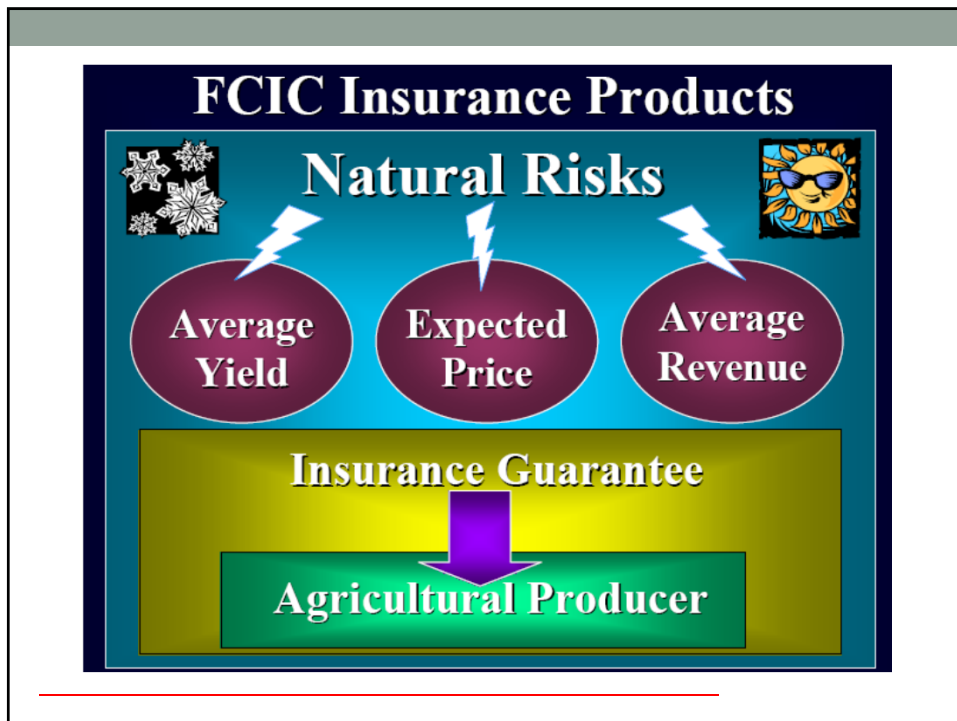 FCIC Insurance Products
Natural Risks
Average
Yield
Expected
Price
Average
Revenue
Insurance Guarantee
Agricultural Producer